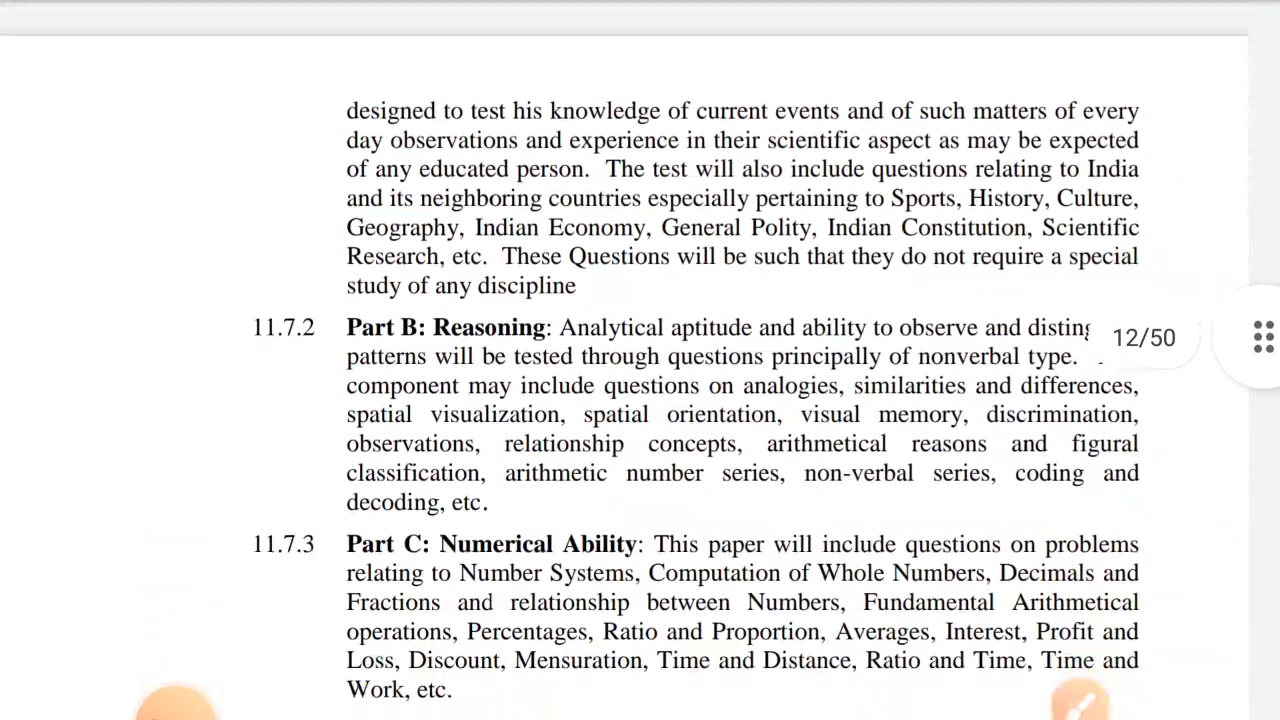 designed to test his knowledge of current events and of such matters of every
day observations and experience in their scientific aspect as may be expected
of any educated person. The test will also include questions relating to India
and its neighboring countries especially pertaining to Sports, History, Culture,
Geography, Indian Economy, General Polity, Indian Constitution, Scientific
Research, etc. These Questions will be such that they do not require a special
study of any discipline
11.7.2 Part B: Reasoning: Analytical aptitude and ability to observe and
patterns will be tested through questions principally of nonverbal type.
12/50
component may include questions on analogies, similarities and differences,
spatial visualization, spatial orientation, visual memory, discrimination,
observations, relationship concepts, arithmetical reasons and figural
classification, arithmetic number series, non-verbal series, coding and
decoding, etc.
11.7.3 Part C: Numerical Ability: This paper will include questions on problems
relating to Number Systems, Computation of Whole Numbers, Decimals and
Fractions and relationship between Numbers, Fundamental Arithmetical
operations, Percentages, Ratio and Proportion, Averages, Interest, Profit and
Loss, Discount, Mensuration, Time and Distance, Ratio and Time, Time and
Work, etc.